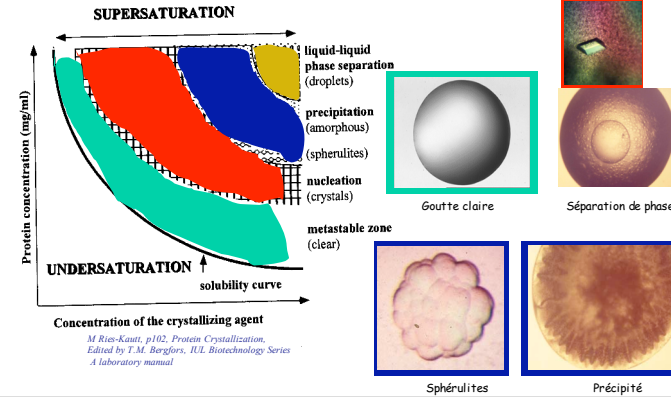 SUPERSATURATION
Protein concentration (mg/ml)
liquid-liquid
phase separation
(droplets)
precipitation
(amorphous)
(spherulites)
nucleation
(crystals)
metastable zone
(clear)
UNDERSATURATION
solubility curve
Concentration of the crystallizing agent
M Ries-Kautt, p102, Protein Crystallization,
Edited by T.M. Bergfors, IUL Biotechnology Series
A laboratory manual
Goutte claire
Séparation de phase
Sphérulites
Précipité